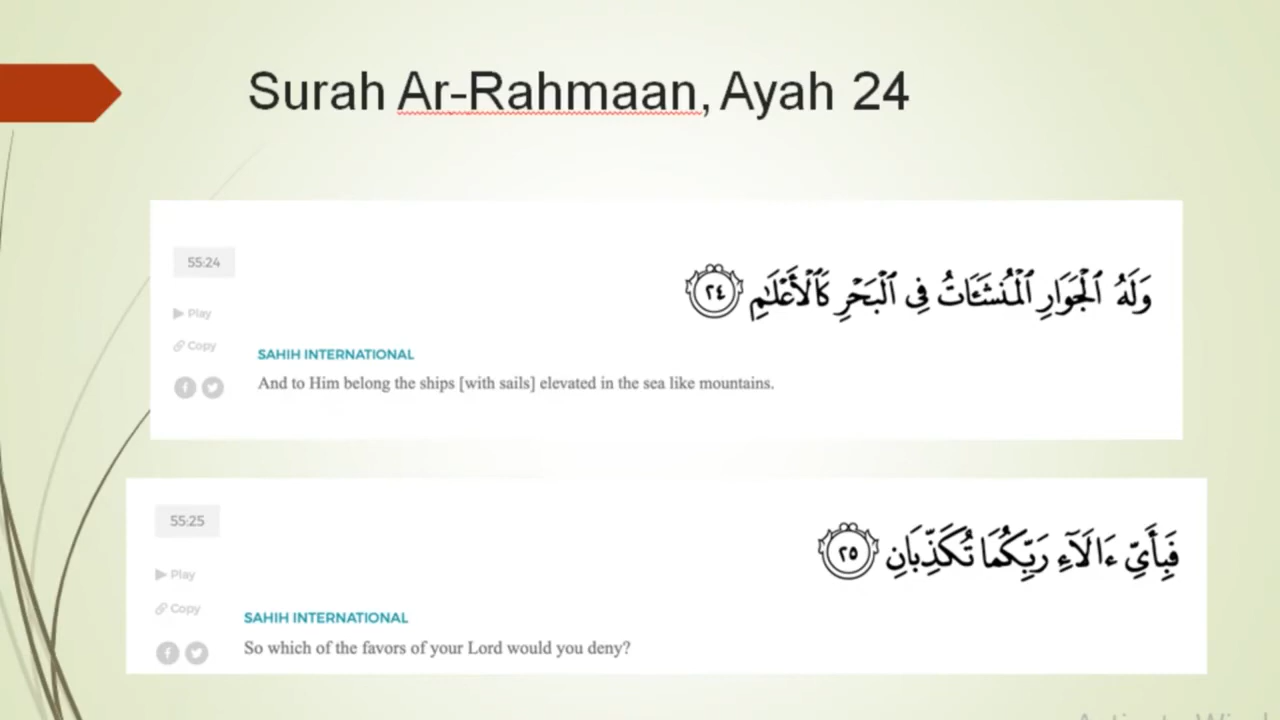 Surah Ar-Rahmaan, Ayah 24
55:24
وَلَهُ ٱلْجَوَارِ ٱلْمُنشَـَٔاتُ فِى ٱلْبَحْرِ كَٱلْأَعْلَـٰمِ ٢٤
Play
Copy
SAHIH INTERNATIONAL
And to Him belong the ships [with sails] elevated in the sea like mountains.
55:25
فَبِأَىِّ ءَالَآءِ رَبِّكُمَا تُكَذِّبَانِ ٢٥
Play
Copy
SAHIH INTERNATIONAL
So which of the favors of your Lord would you deny?